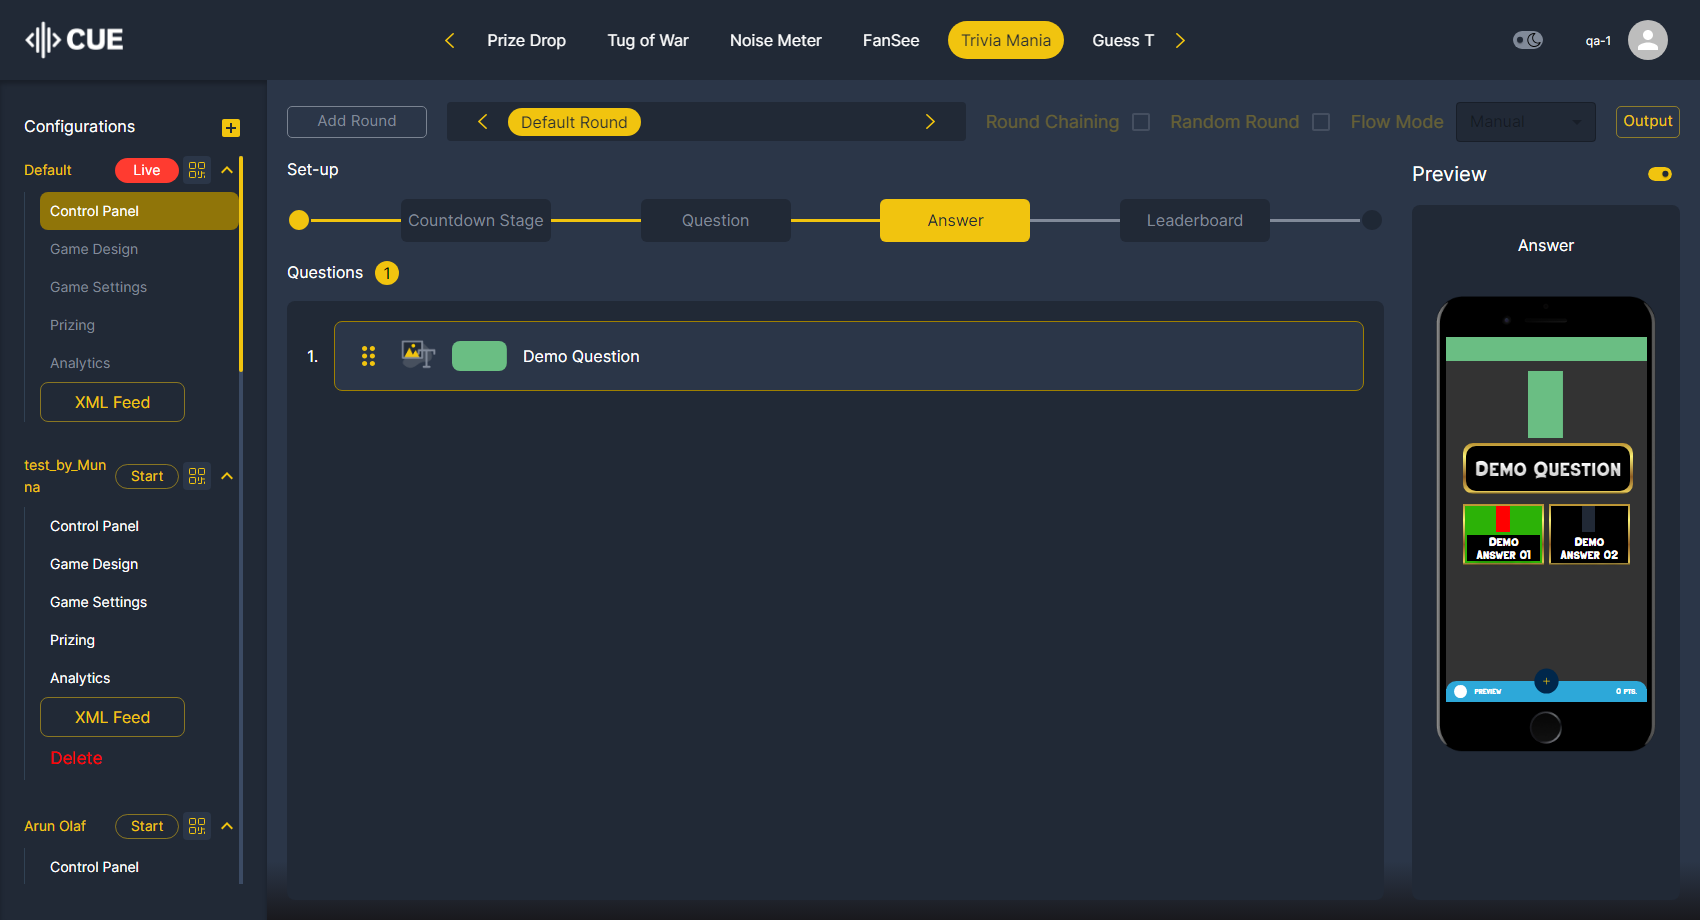 CUE
Prize Drop
Tug of War
Noise Meter
FanSee
Trivia Mania
Guess T
qa-1
Configurations
Default
Live
Control Panel
Game Design
Game Settings
Prizing
Analytics
XML Feed
test_by_Mun
na
Start
Control Panel
Game Design
Game Settings
Prizing
Analytics
XML Feed
Delete
Arun Olaf
Start
Control Panel
Add Round
Default Round
Round Chaining
Random Round
Flow Mode
Manual
Output
Set-up
Countdown Stage
Question
Answer
Leaderboard
Questions 1
1.
Demo Question
Preview
Answer
DEMO QUESTION
DEMO
ANSWER 01
DEMO
ANSWER 02
PREVIEW
0 PTS.